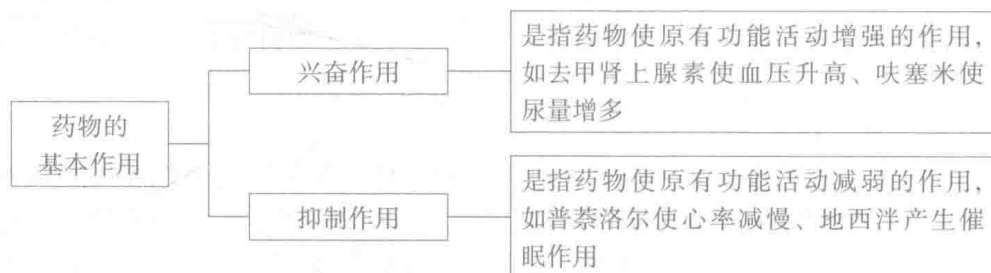 药物的
基本作用
兴奋作用
是指药物使原有功能活动增强的作用,
如去甲肾上腺素使血压升高、呋塞米使
尿量增多
抑制作用
是指药物使原有功能活动减弱的作用,
如普萘洛尔使心率减慢、地西泮产生催
眠作用